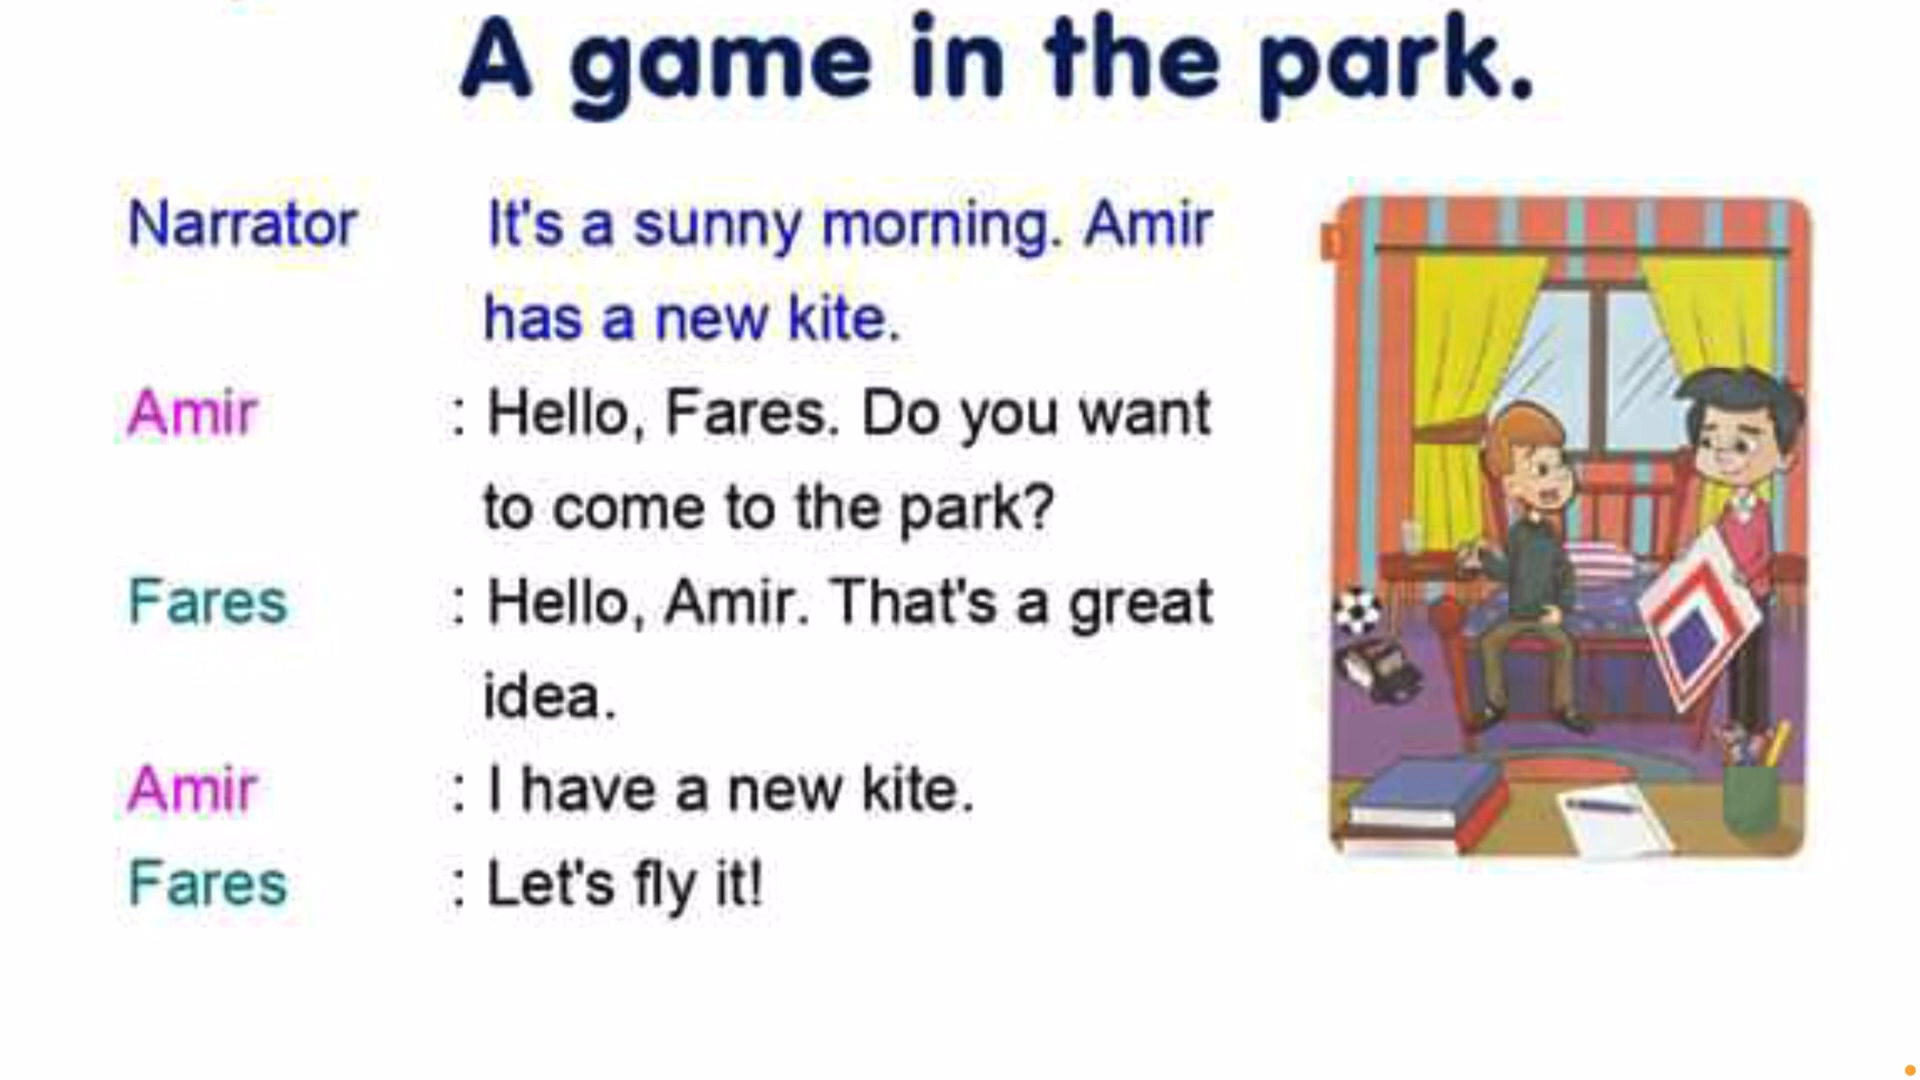 A game in the park.
Narrator It's a sunny morning. Amir
has a new kite.
Amir : Hello, Fares. Do you want
to come to the park?
Fares : Hello, Amir. That's a great
idea.
Amir : I have a new kite.
Fares : Let's fly it!
1